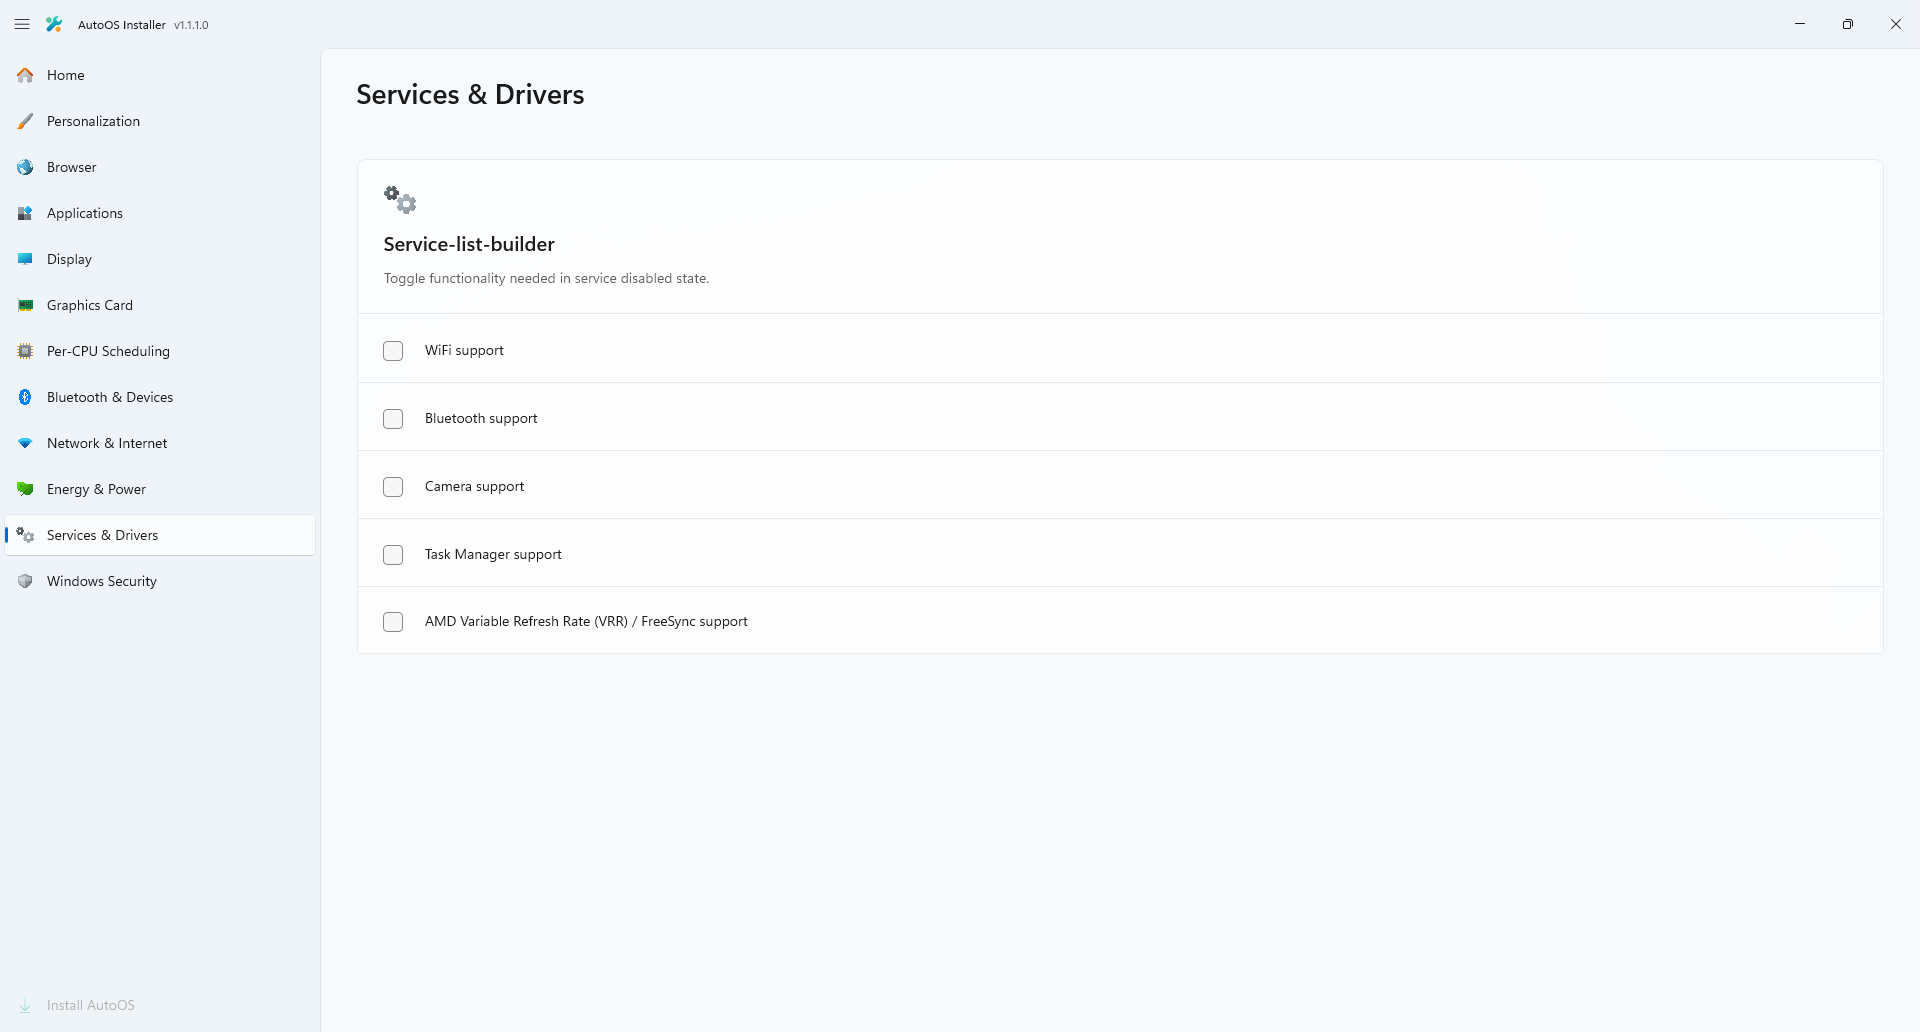 AutoOS Installer v1.1.1.0
Home
Personalization
Browser
Applications
Display
Graphics Card
Per-CPU Scheduling
Bluetooth & Devices
Network & Internet
Energy & Power
Services & Drivers
Windows Security
Install AutoOS
Services & Drivers
Service-list-builder
Toggle functionality needed in service disabled state.
WiFi support
Bluetooth support
Camera support
Task Manager support
AMD Variable Refresh Rate (VRR) / FreeSync support